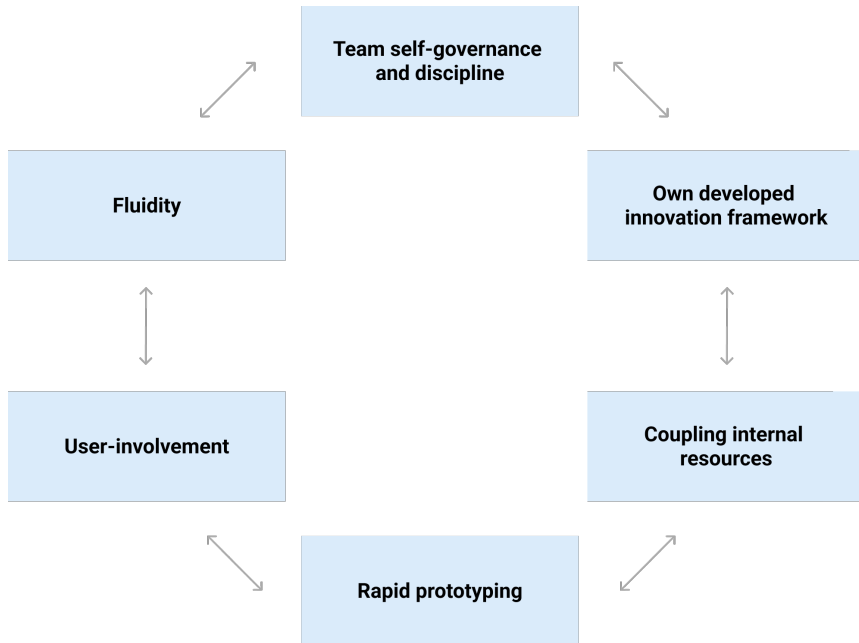 Team self-governance
and discipline
Fluidity
Own developed
innovation framework
User-involvement
Coupling internal
resources
Rapid prototyping